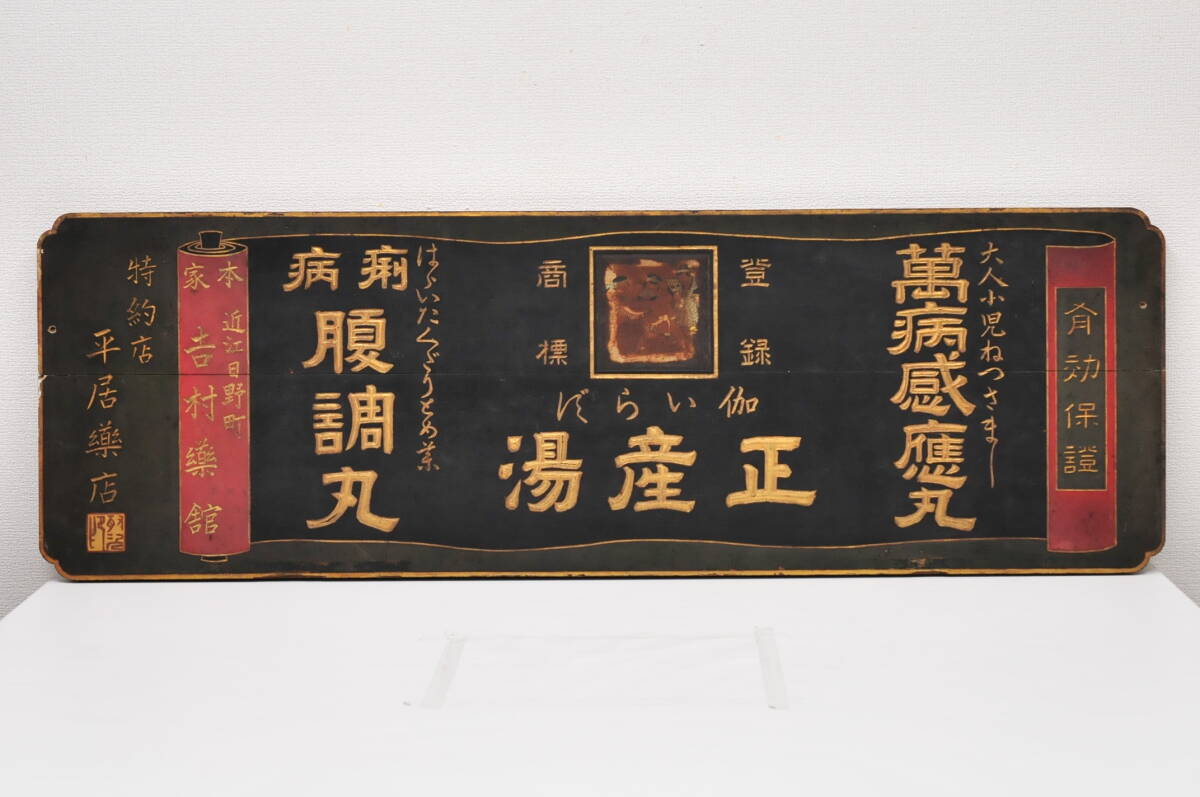 有効保證
大人小児ねつさまし
萬病感應丸
登録
商標
伽いらず
正産湯
はらいたくだりとめ薬
痢病
腹調丸
本家
近江日野町
吉村藥館
特約店
平居藥店